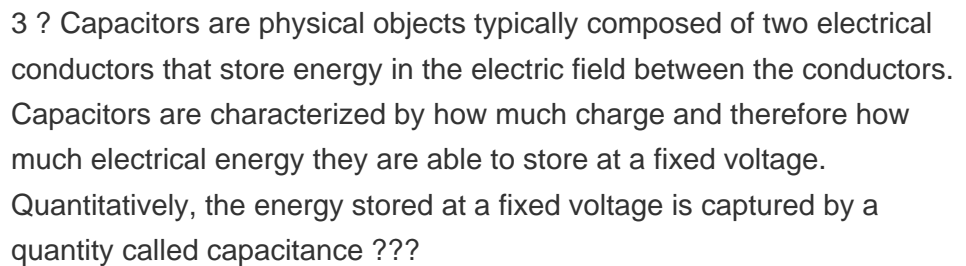 3 ? Capacitors are physical objects typically composed of two electrical
conductors that store energy in the electric field between the conductors.
Capacitors are characterized by how much charge and therefore how
much electrical energy they are able to store at a fixed voltage.
Quantitatively, the energy stored at a fixed voltage is captured by a
quantity called capacitance ???